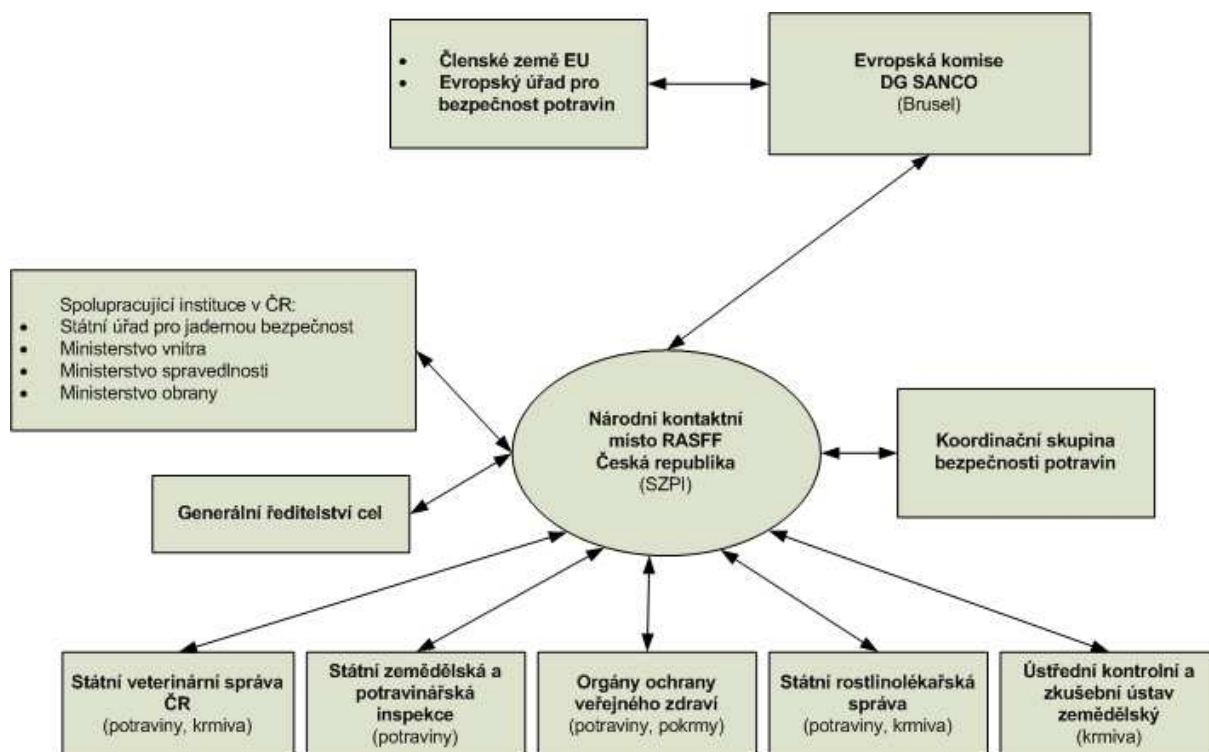 • Členské země EU
• Evropský úřad pro
bezpečnost potravin
Evropská komise
DG SANCO
(Brusel)
Spolupracující instituce v ČR:
• Státní úřad pro jadernou bezpečnost
• Ministerstvo vnitra
• Ministerstvo spravedlnosti
• Ministerstvo obrany
Národní kontaktní
místo RASFF
Česká republika
(SZPI)
Koordinační skupina
bezpečnosti potravin
Generální ředitelství cel
Státní veterinární správa
ČR
(potraviny, krmiva)
Státní zemědělská a
potravinářská
inspekce
(potraviny)
Orgány ochrany
veřejného zdraví
(potraviny, pokrmy)
Státní rostlinolékařská
správa
(potraviny, krmiva)
Ústřední kontrolní a
zkušební ústav
zemědělský
(krmiva)